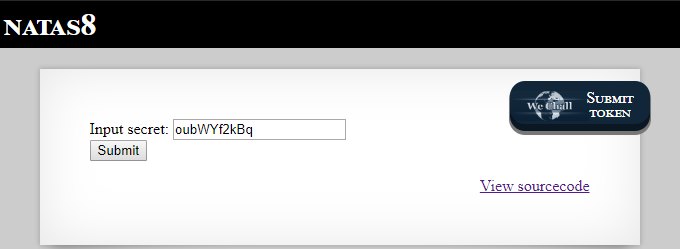 NATAS8
We Chall
SUBMIT
TOKEN
Input secret: oubWYf2kBq
Submit
View sourcecode